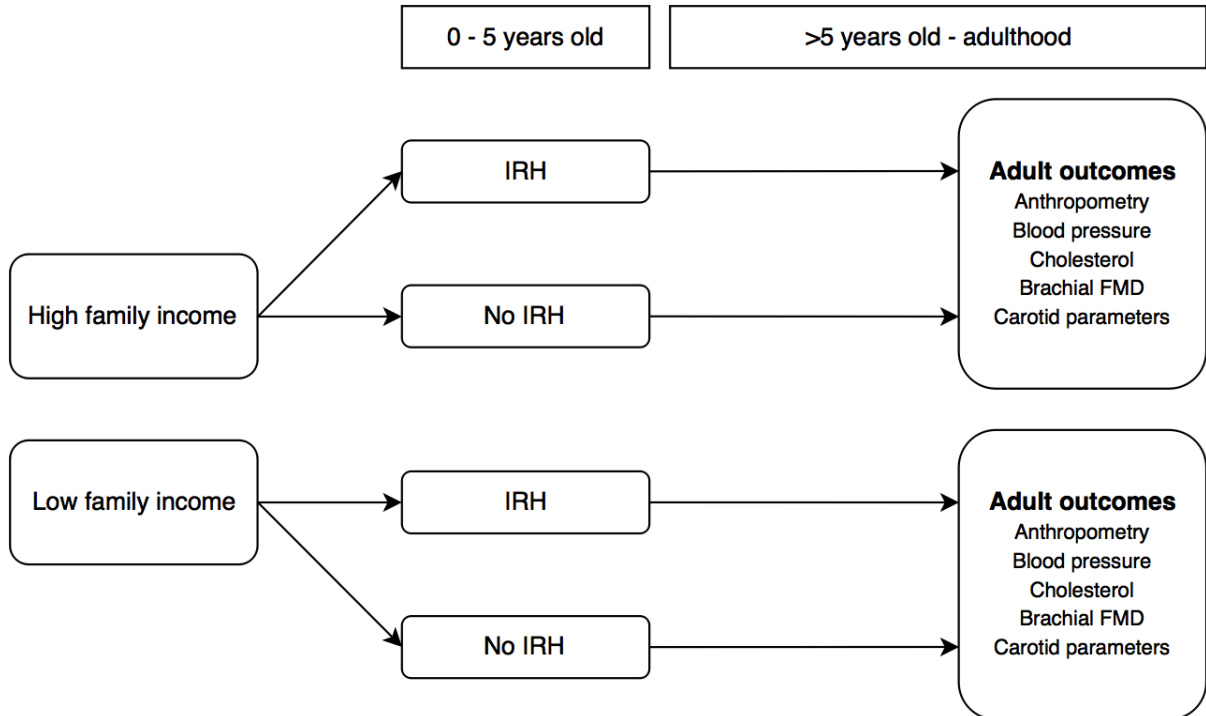 0 - 5 years old
>5 years old - adulthood
High family income
IRH
No IRH
Adult outcomes
Anthropometry
Blood pressure
Cholesterol
Brachial FMD
Carotid parameters
Low family income
IRH
No IRH
Adult outcomes
Anthropometry
Blood pressure
Cholesterol
Brachial FMD
Carotid parameters